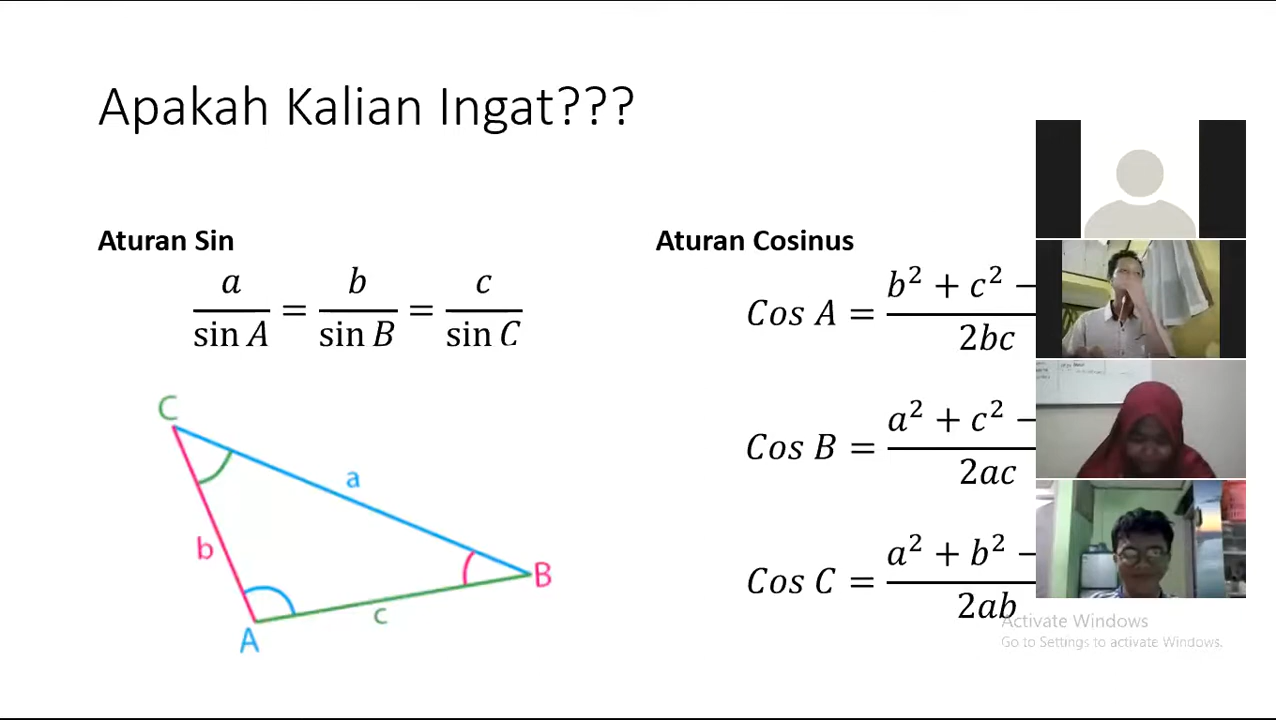 Apakah Kalian Ingat???
Aturan Sin
a/sin A = b/sin B = c/sin C
C
a
b
B
c
A
Aturan Cosinus
Cos A = b² + c² − / 2bc
Cos B = a² + c² − / 2ac
Cos C = a² + b² − / 2ab
Activate Windows
Go to Settings to activate Windows.